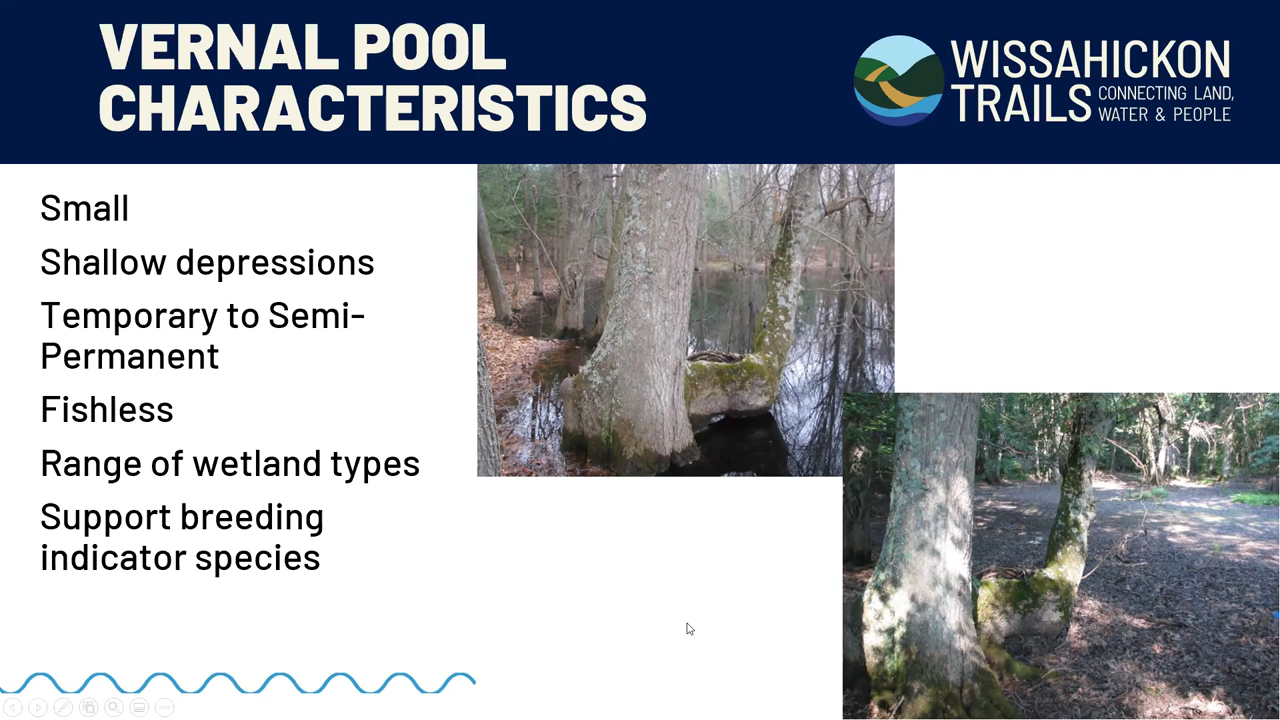 VERNAL POOL
CHARACTERISTICS
WISSAHICKON
TRAILS CONNECTING LAND,
WATER & PEOPLE
Small
Shallow depressions
Temporary to Semi-
Permanent
Fishless
Range of wetland types
Support breeding
indicator species